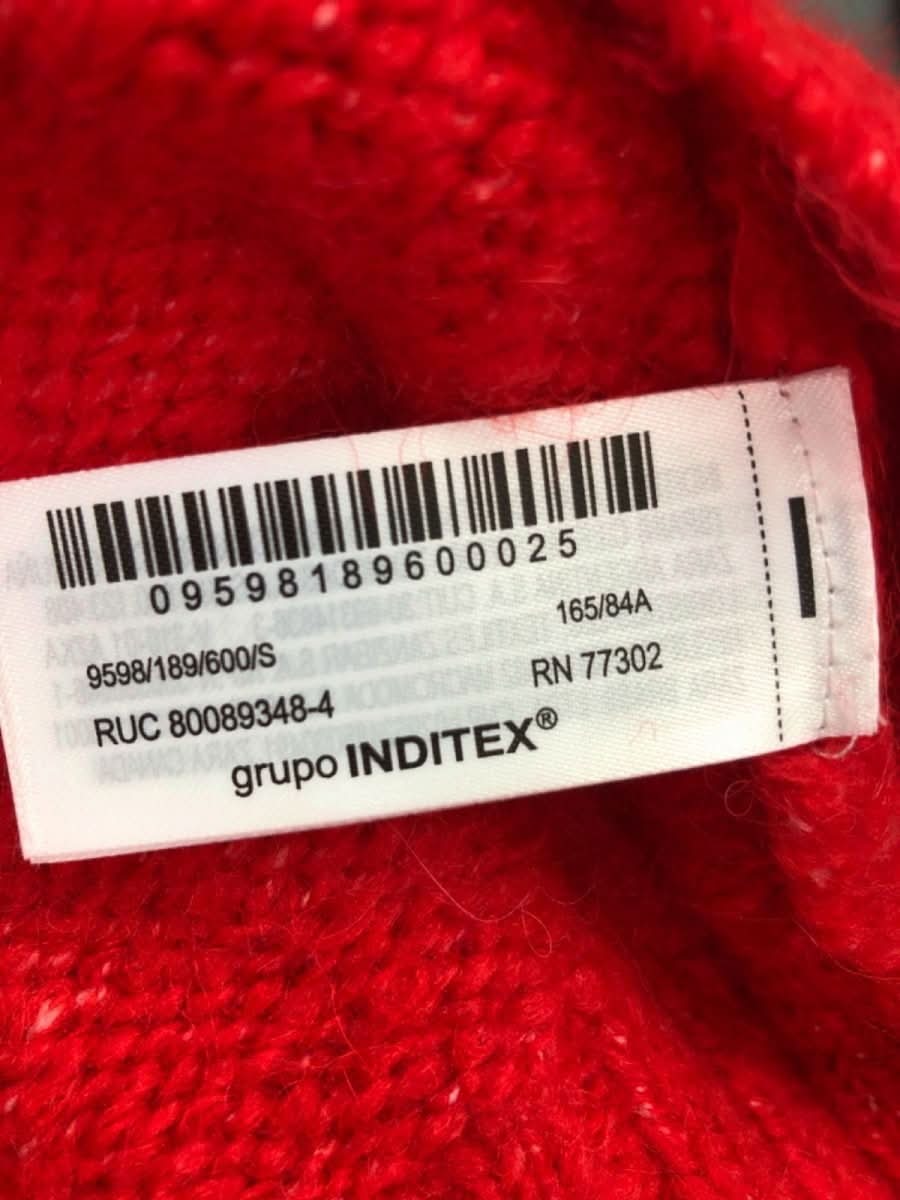 09598189600025
165/84A
9598/189/600/S
RN 77302
RUC 80089348-4
grupo INDITEX®